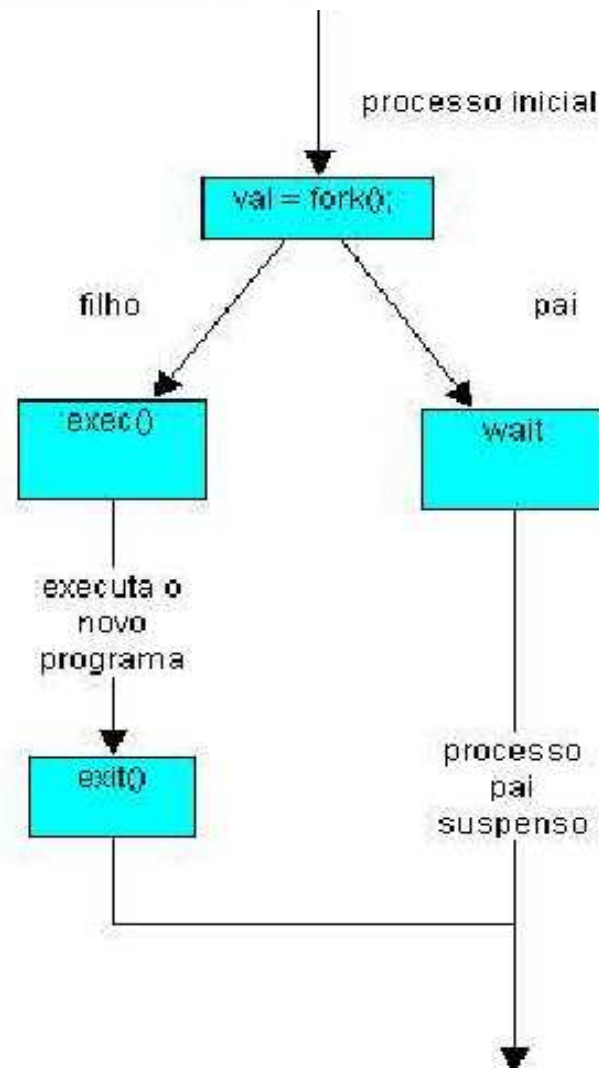 processo inicial
val = fork();
filho
pai
exec()
wait
executa o
novo
programa
exit()
processo
pai
suspenso